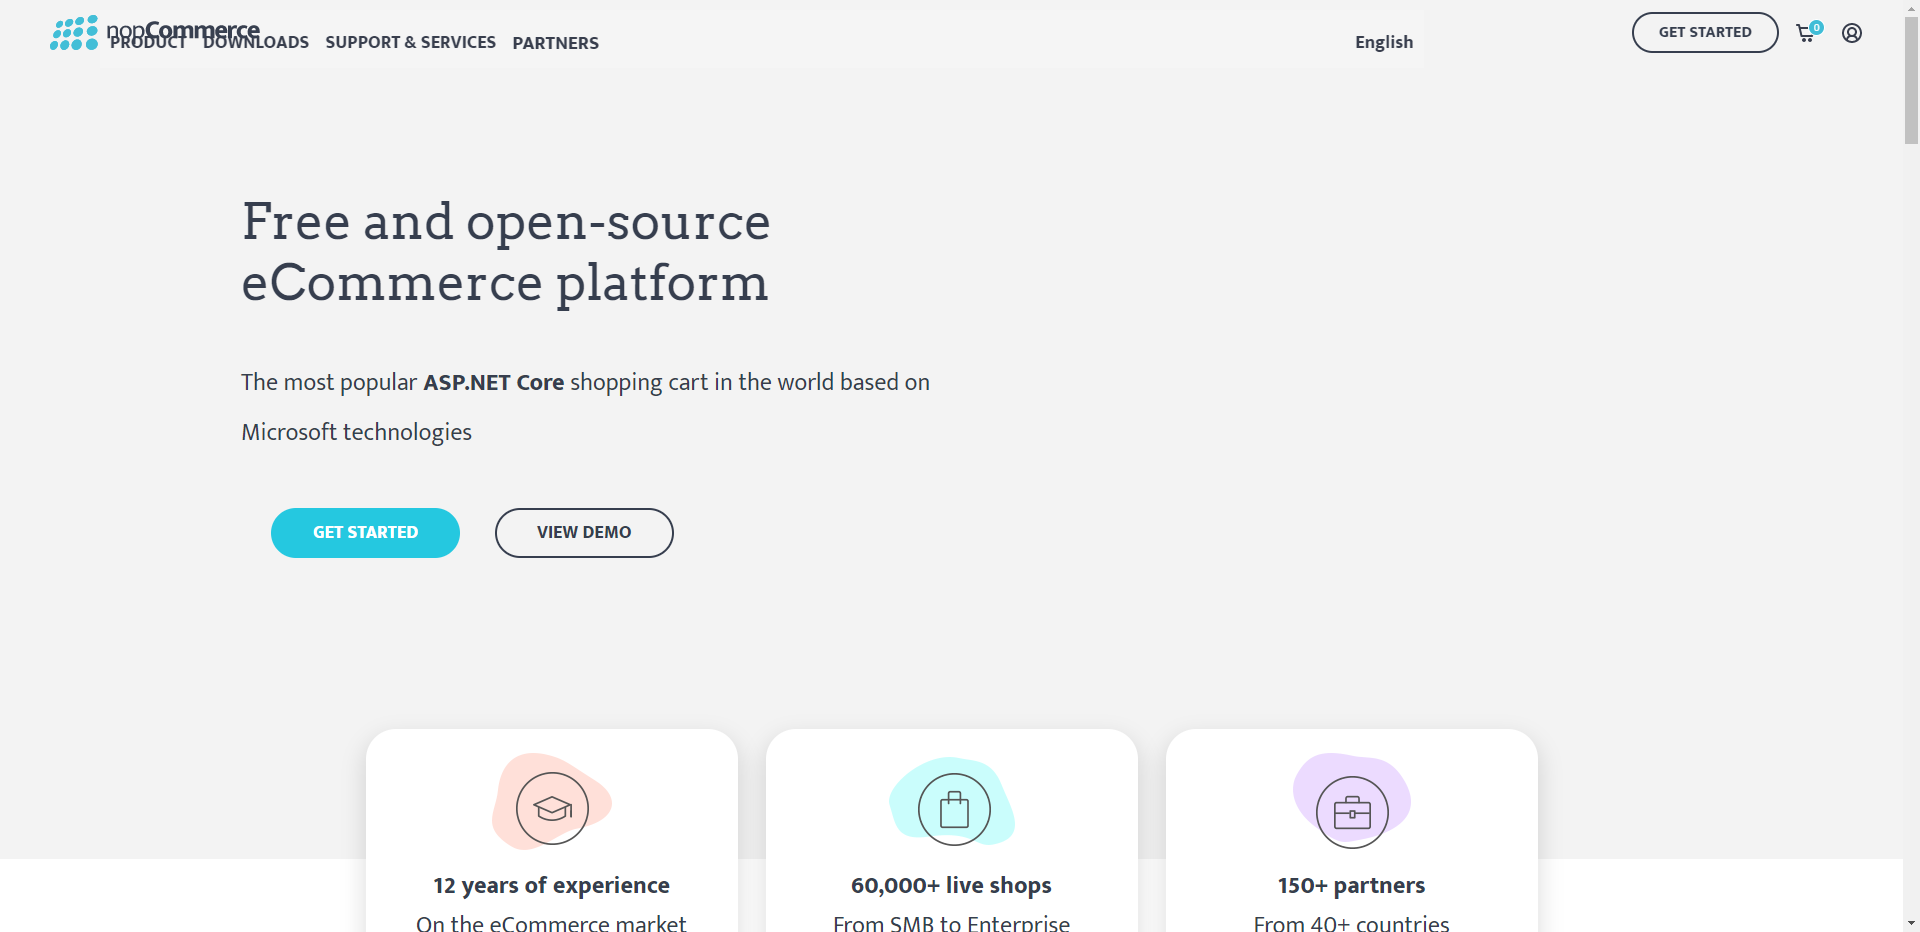 nopCommerce
PRODUCT DOWNLOADS SUPPORT & SERVICES PARTNERS English GET STARTED 0
Free and open-source
eCommerce platform
The most popular ASP.NET Core shopping cart in the world based on
Microsoft technologies
GET STARTED VIEW DEMO
12 years of experience
On the eCommerce market
60,000+ live shops
From SMB to Enterprise
150+ partners
From 40+ countries